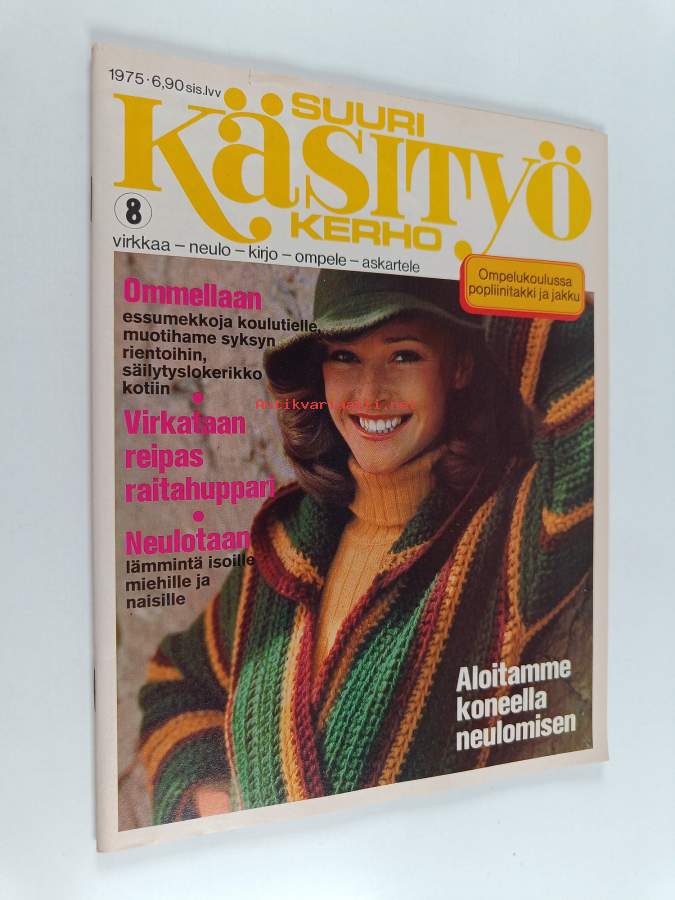 1975·6,90 sis.lvv
SUURI
KÄSITYÖ
KERHO
8
virkkaa – neulo – kirjo – ompele – askartele
Ompelukoulussa
popliinitakki ja jakku
Ommellaan
essumekkoja koulutielle,
muotihame syksyn
rientoihin,
säilytyslokerikko
kotiin
Virkataan
reipas
raitahuppari
Neulotaan
lämmintä isoille
miehille ja
naisille
Aloitamme
koneella
neulomisen
Antikvariaatti.net